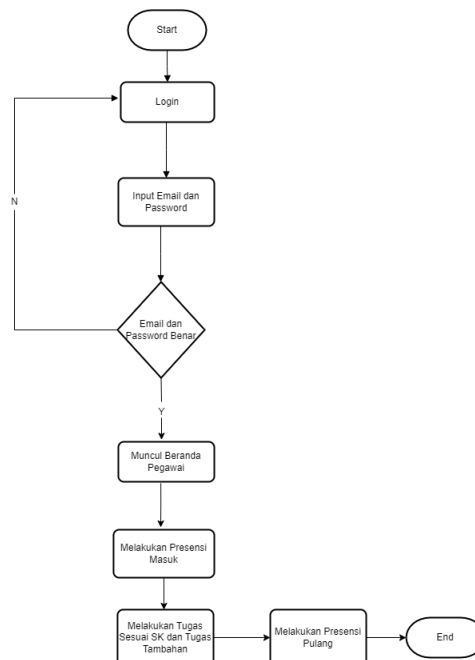 Start
Login
N
Input Email dan
Password
Email dan
Password Benar
Y
Muncul Beranda
Pegawai
Melakukan Presensi
Masuk
Melakukan Tugas
Sesuai SK dan Tugas
Tambahan
Melakukan Presensi
Pulang
End